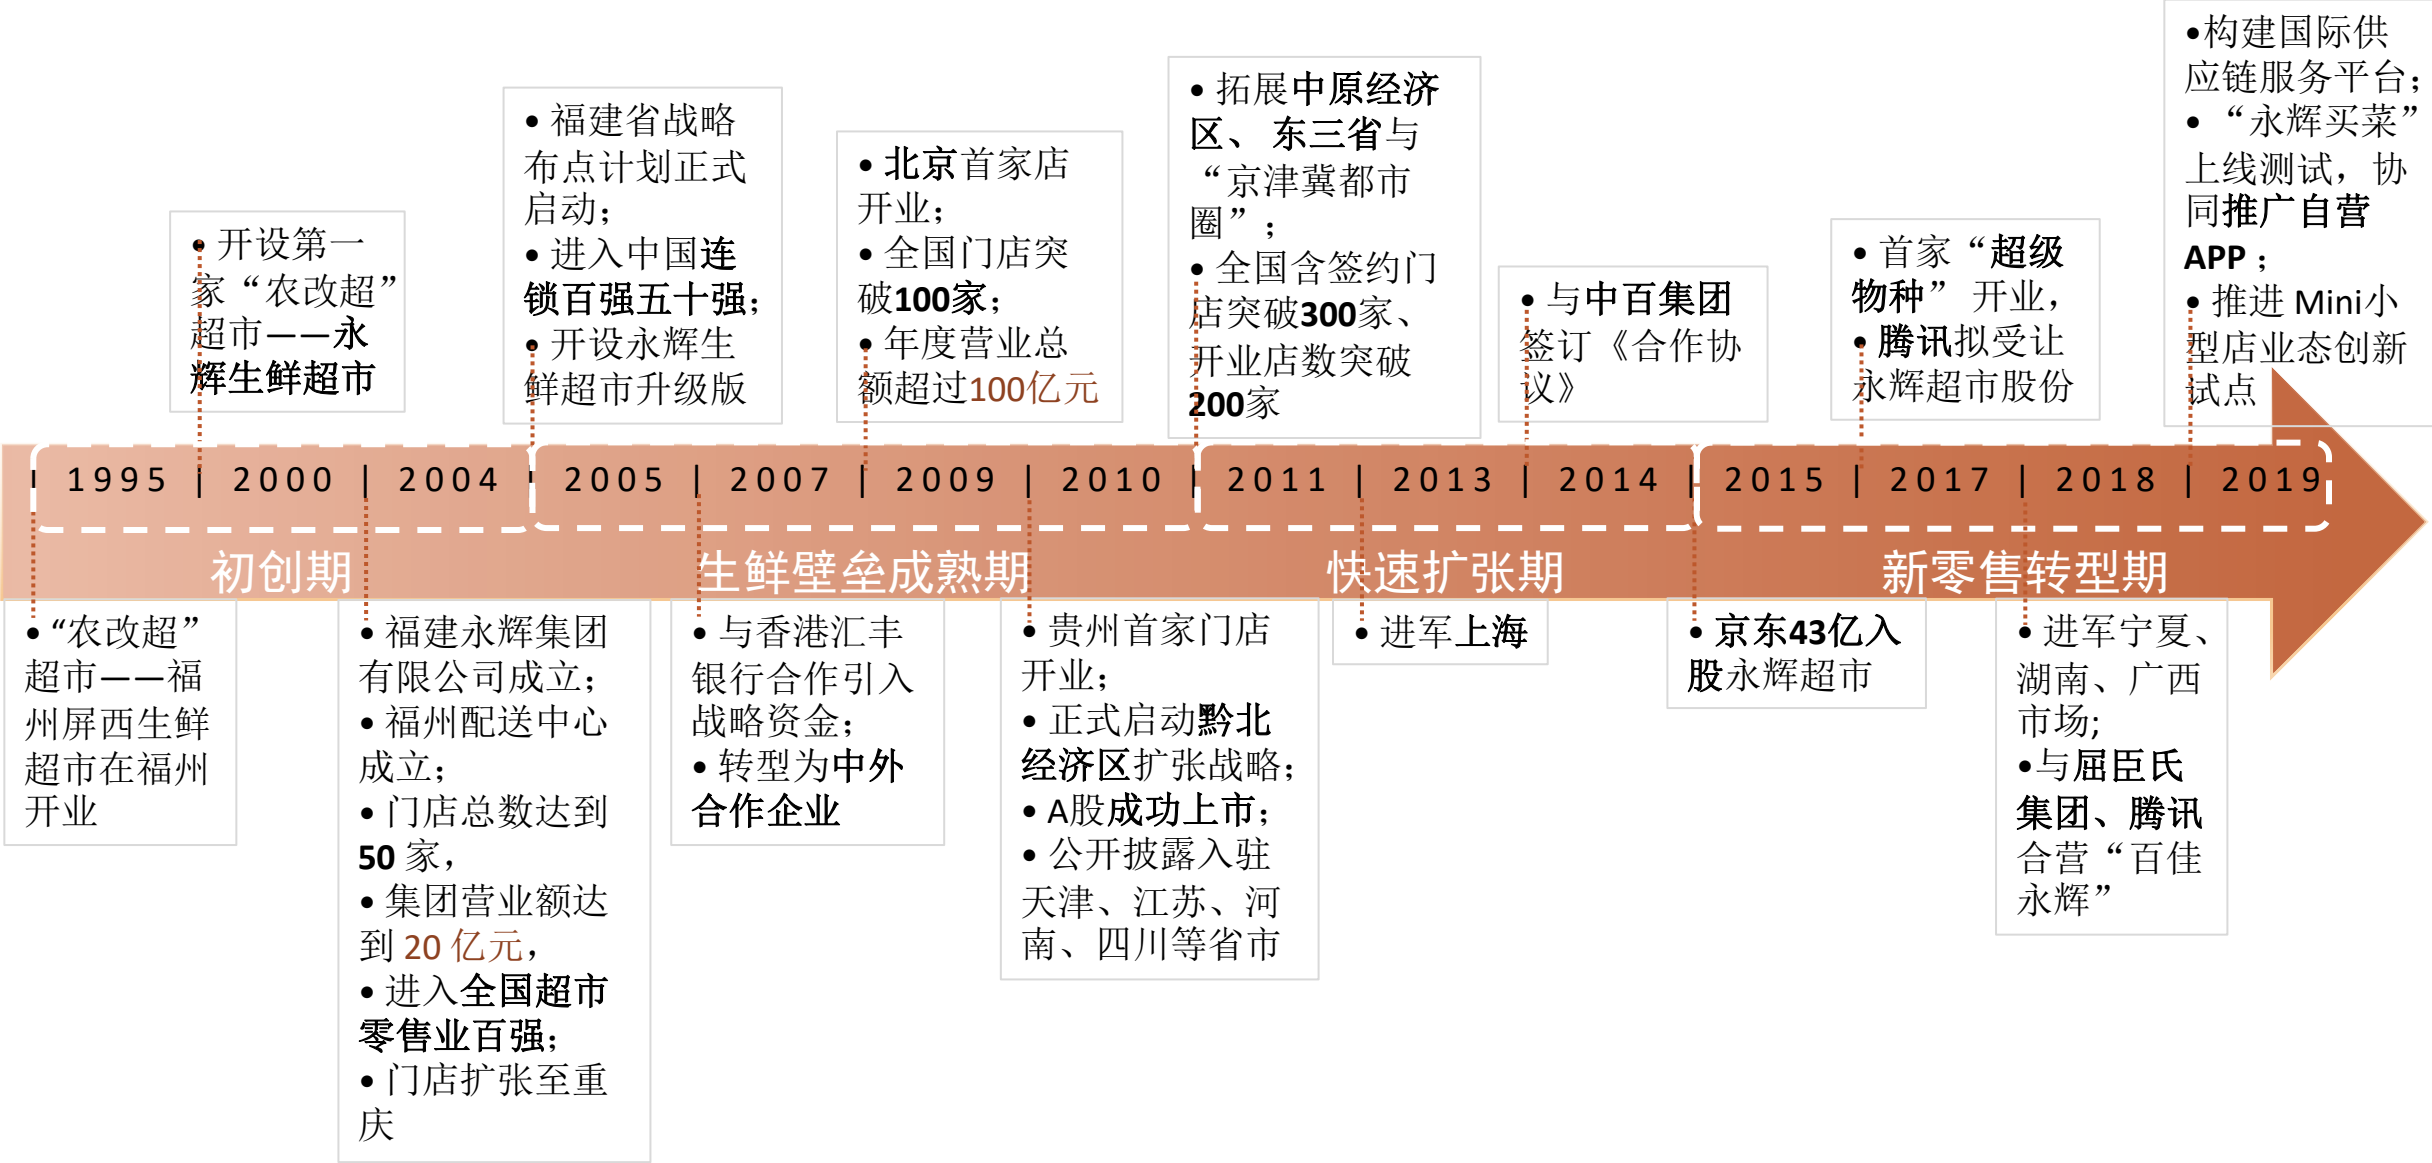 •构建国际供
应链服务平台；
• “永辉买菜”
上线测试，协
同推广自营
APP；
• 推进 Mini小
型店业态创新
试点
• 拓展中原经济
区、 东三省与
“京津冀都市
圈”；
• 全国含签约门
店突破300家、
开业店数突破
200家
• 福建省战略
布点计划正式
启动；
• 进入中国连
锁百强五十强；
• 开设永辉生
鲜超市升级版
• 北京首家店
开业；
• 全国门店突
破100家；
• 年度营业总
额超过100亿元
• 开设第一
家“农改超”
超市——永
辉生鲜超市
• 与中百集团
签订《合作协
议》
• 首家“超级
物种” 开业，
• 腾讯拟受让
永辉超市股份
| 1995 | 2000 | 2004 | 2005 | 2007 | 2009 | 2010 | 2011 | 2013 | 2014 | 2015 | 2017 | 2018 | 2019
初创期 生鲜壁垒成熟期 快速扩张期 新零售转型期
• “农改超”
超市——福
州屏西生鲜
超市在福州
开业
• 福建永辉集团
有限公司成立；
• 福州配送中心
成立；
• 门店总数达到
50 家，
• 集团营业额达
到 20 亿元，
• 进入全国超市
零售业百强；
• 门店扩张至重
庆
• 与香港汇丰
银行合作引入
战略资金；
• 转型为中外
合作企业
• 贵州首家门店
开业；
• 正式启动黔北
经济区扩张战略；
• A股成功上市；
• 公开披露入驻
天津、江苏、河
南、四川等省市
• 进军上海
• 京东43亿入
股永辉超市
• 进军宁夏、
湖南、广西
市场;
•与屈臣氏
集团、腾讯
合营“百佳
永辉”